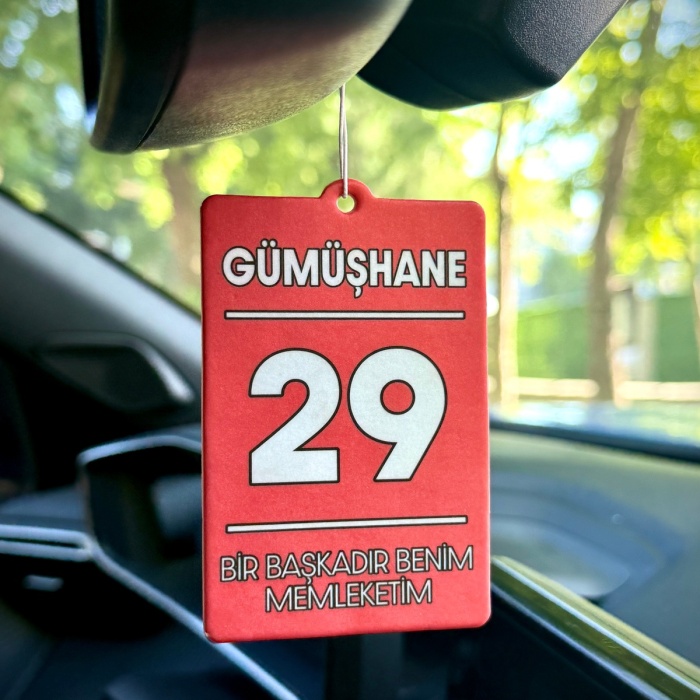 GÜMÜŞHANE
29
BİR BAŞKADIR BENİM
MEMLEKETİM